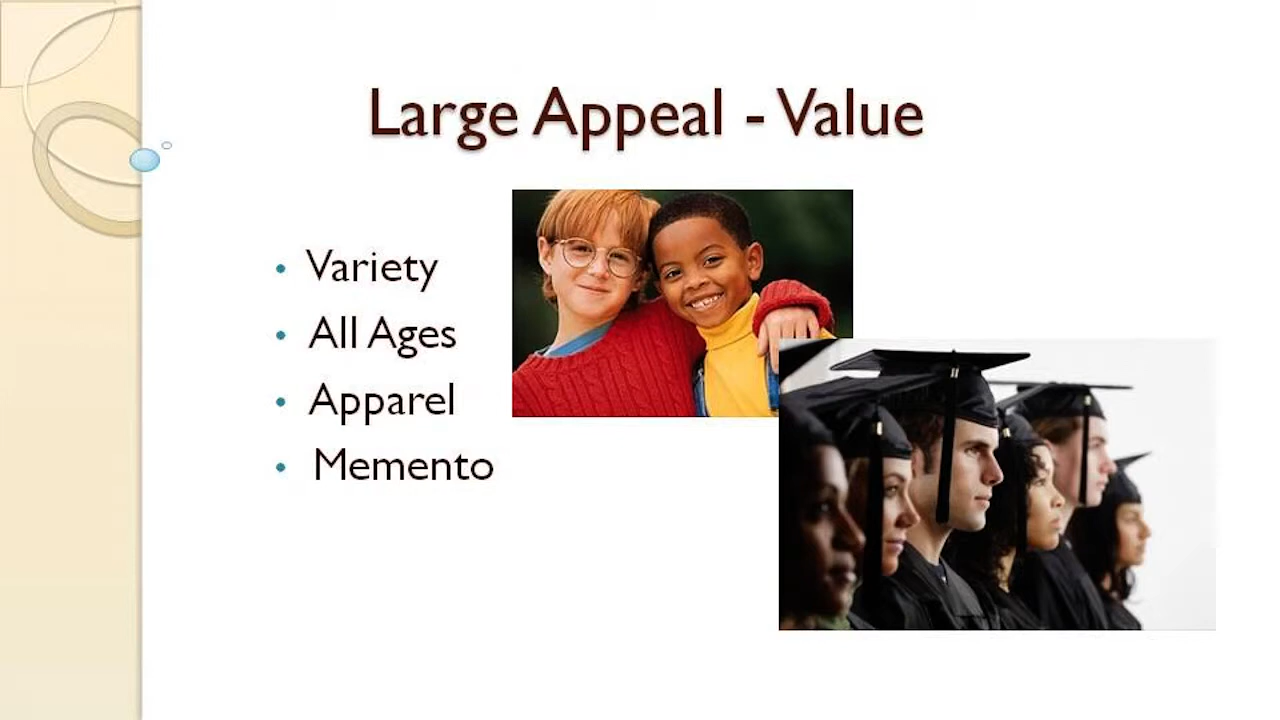 Large Appeal - Value
• Variety
• All Ages
• Apparel
• Memento